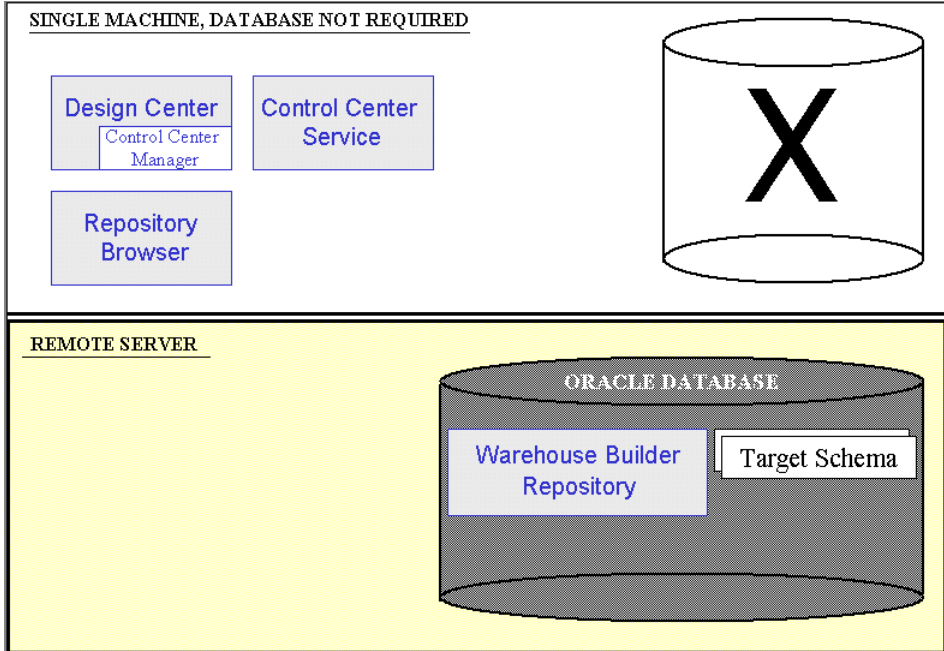 SINGLE MACHINE, DATABASE NOT REQUIRED
Design Center
Control Center
Manager
Control Center
Service
Repository
Browser
X
REMOTE SERVER
ORACLE DATABASE
Warehouse Builder
Repository
Target Schema